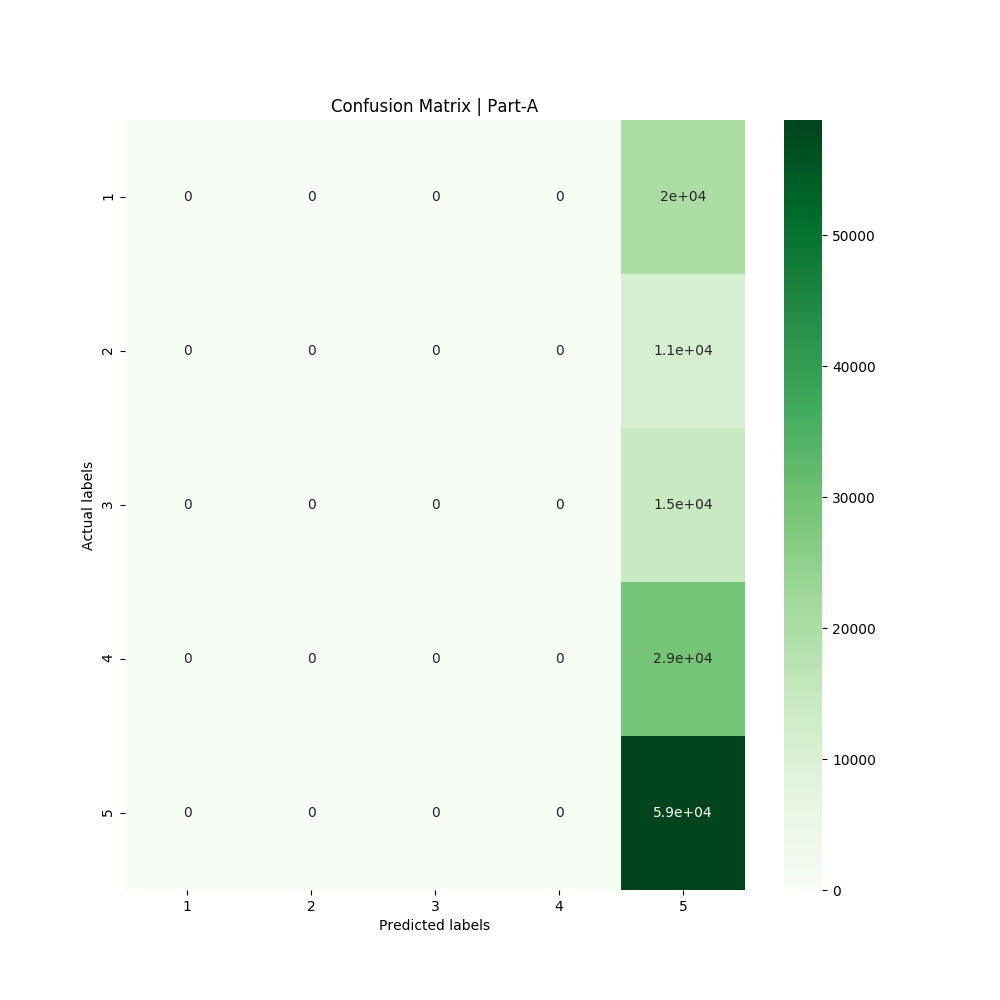 Confusion Matrix | Part-A
1 0 0 0 0 2e+04
2 0 0 0 0 1.1e+04
3 0 0 0 0 1.5e+04
4 0 0 0 0 2.9e+04
5 0 0 0 0 5.9e+04
Actual labels
1 2 3 4 5
Predicted labels
50000
40000
30000
20000
10000
0